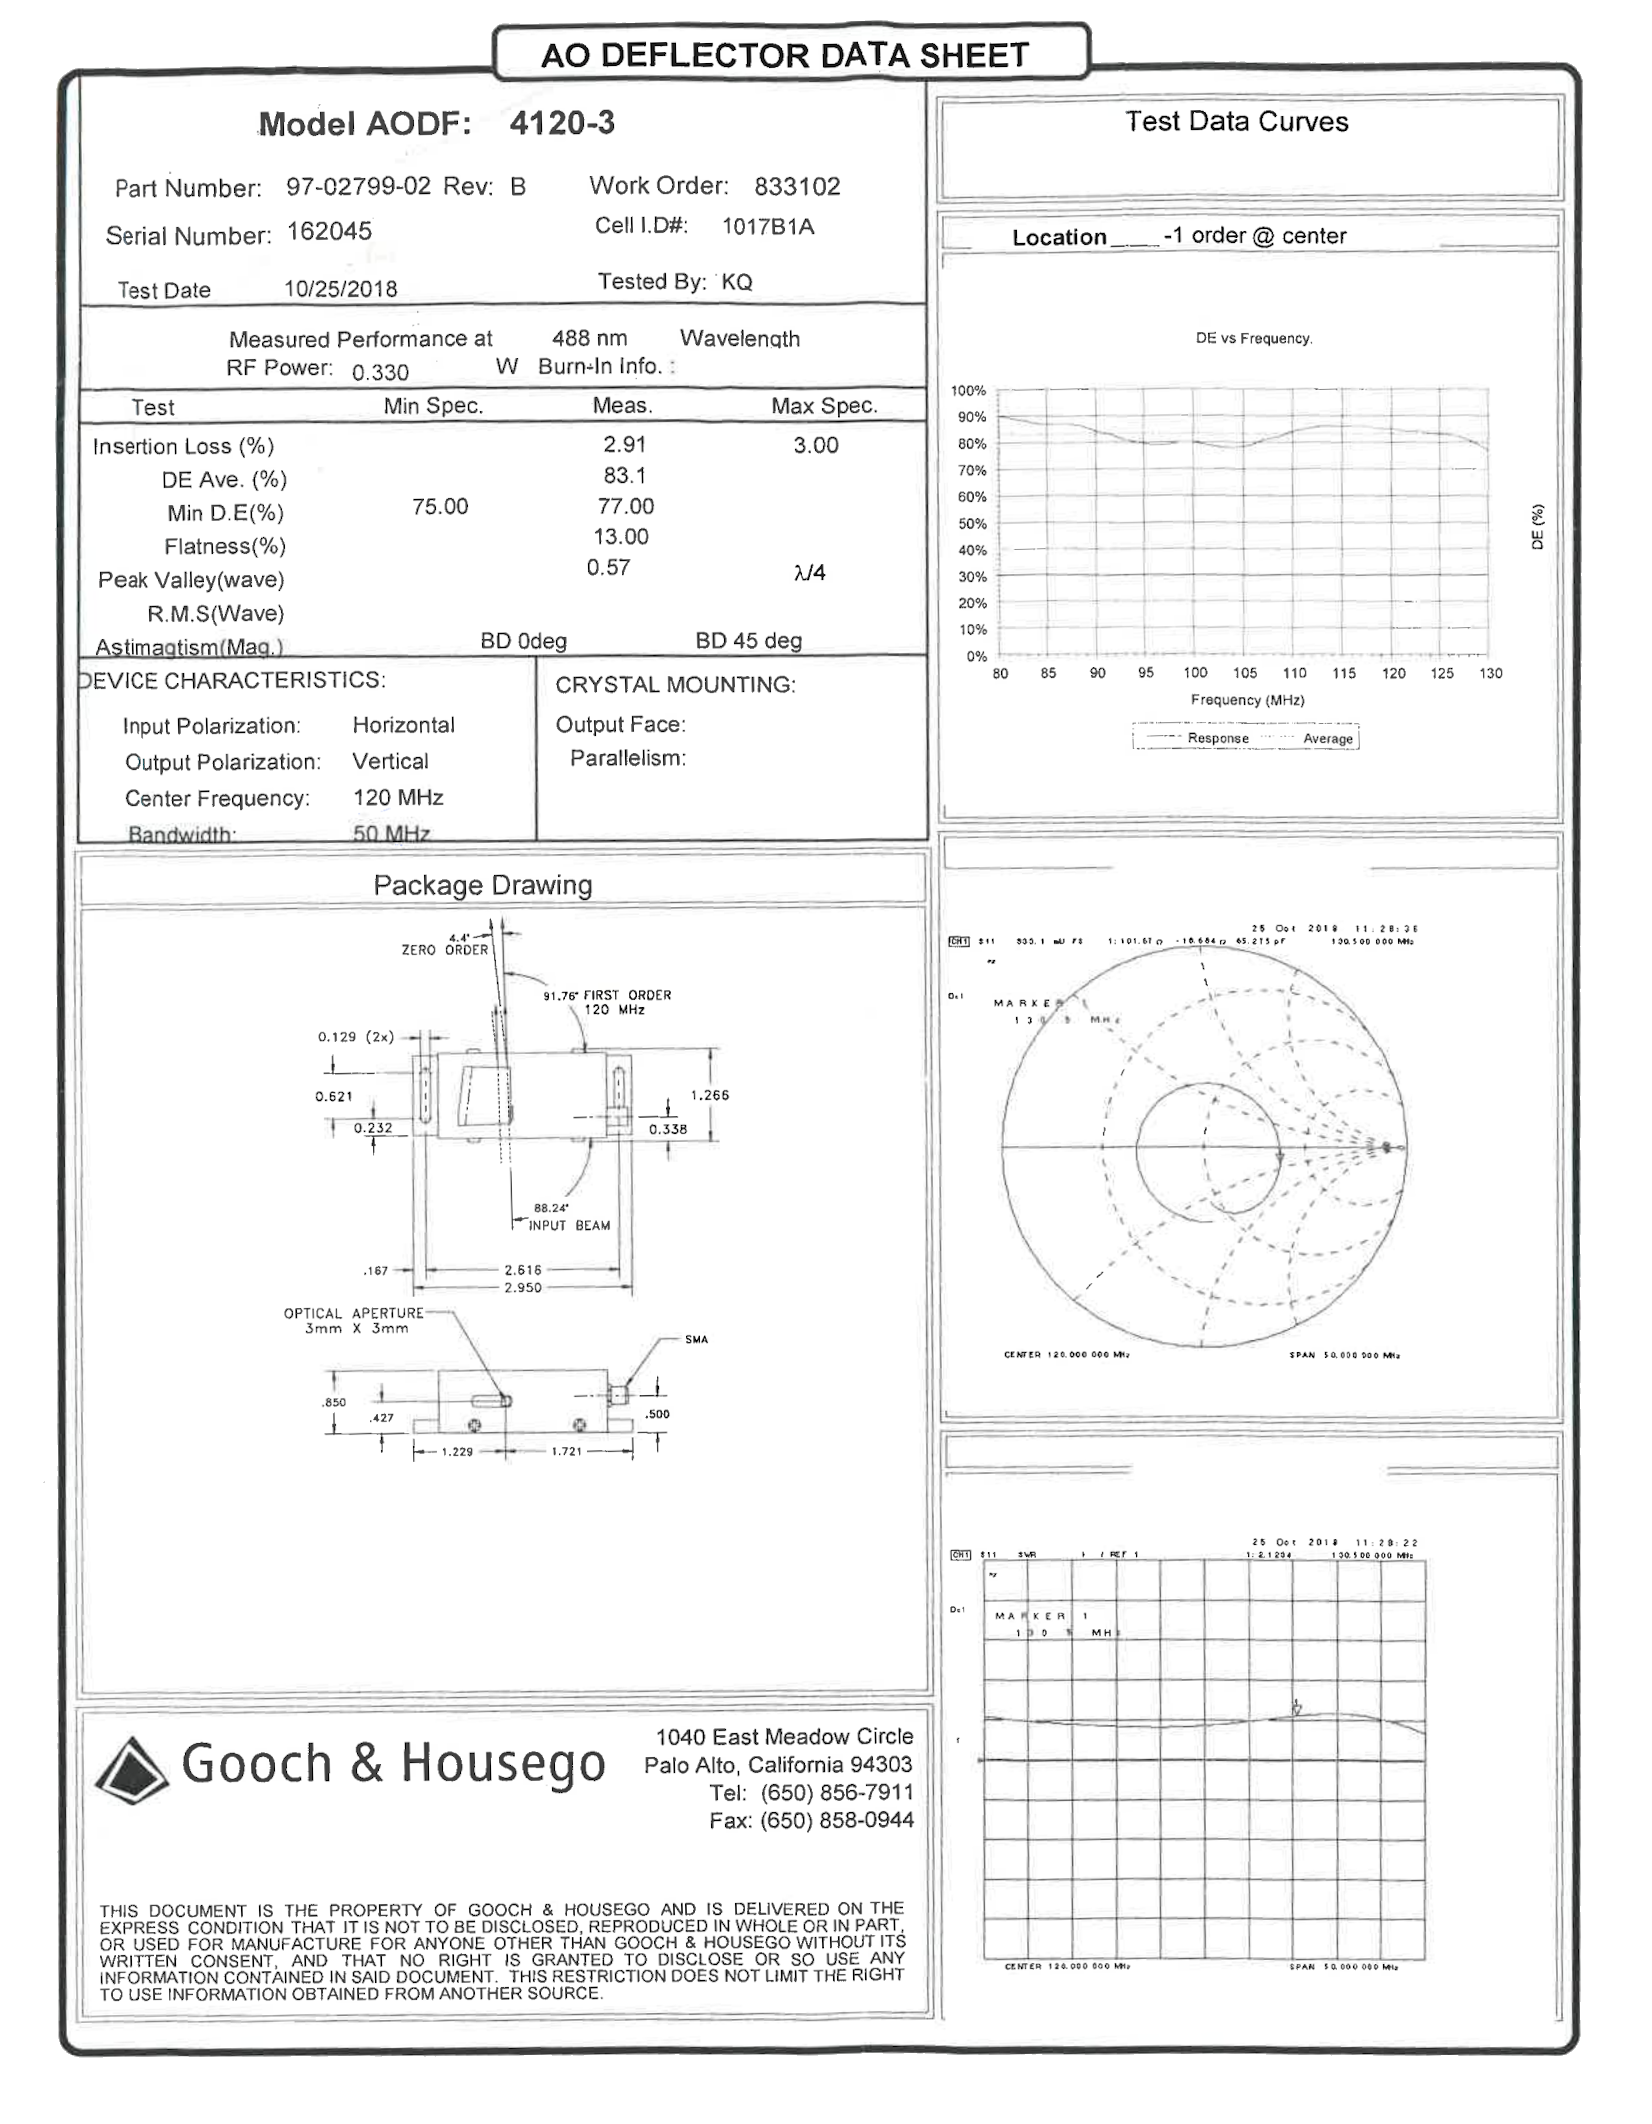 AO DEFLECTOR DATA SHEET
Model AODF: 4120-3
Part Number: 97-02799-02 Rev: B Work Order: 833102
Serial Number: 162045 Cell I.D#: 1017B1A
Test Date 10/25/2018 Tested By: KQ
Measured Performance at 488 nm Wavelength
RF Power: 0.330 W Burn-In Info. :
Test Min Spec. Meas. Max Spec.
Insertion Loss (%) 2.91 3.00
DE Ave. (%) 83.1
Min D.E(%) 75.00 77.00
Flatness(%) 13.00
Peak Valley(wave) 0.57 λ/4
R.M.S(Wave)
Astimagtism(Mag.) BD 0deg BD 45 deg
DEVICE CHARACTERISTICS:
Input Polarization: Horizontal
Output Polarization: Vertical
Center Frequency: 120 MHz
Bandwidth: 50 MHz
CRYSTAL MOUNTING:
Output Face:
Parallelism:
Package Drawing
4.4°
ZERO ORDER
91.76° FIRST ORDER
120 MHz
0.129 (2x)
0.621
0.232
1.266
0.338
88.24°
INPUT BEAM
.167
2.616
2.950
OPTICAL APERTURE
3mm X 3mm
SMA
.850
.427
.500
1.229
1.721
Gooch & Housego
1040 East Meadow Circle
Palo Alto, California 94303
Tel: (650) 856-7911
Fax: (650) 858-0944
THIS DOCUMENT IS THE PROPERTY OF GOOCH & HOUSEGO AND IS DELIVERED ON THE
EXPRESS CONDITION THAT IT IS NOT TO BE DISCLOSED, REPRODUCED IN WHOLE OR IN PART,
OR USED FOR MANUFACTURE FOR ANYONE OTHER THAN GOOCH & HOUSEGO WITHOUT ITS
WRITTEN CONSENT, AND THAT NO RIGHT IS GRANTED TO DISCLOSE OR SO USE ANY
INFORMATION CONTAINED IN SAID DOCUMENT. THIS RESTRICTION DOES NOT LIMIT THE RIGHT
TO USE INFORMATION OBTAINED FROM ANOTHER SOURCE.
Test Data Curves
Location ____ -1 order @ center
DE vs Frequency.
100%
90%
80%
70%
60%
50%
40%
30%
20%
10%
0%
80 85 90 95 100 105 110 115 120 125 130
Frequency (MHz)
DE (%)
Response Average
25 Oct 2018 11:28:36
CH1 S11 1:101.67 Ω -18.684 Ω 65.275 pF 130.500 000 MHz
MARKER 1
130.5 MHz
CENTER 120.000 000 MHz SPAN 50.000 000 MHz
25 Oct 2018 11:28:22
CH1 S11 SWR 1 / REF 1 1: 2.1204 130.500 000 MHz
MARKER 1
130.5 MHz
CENTER 120.000 000 MHz SPAN 50.000 000 MHz